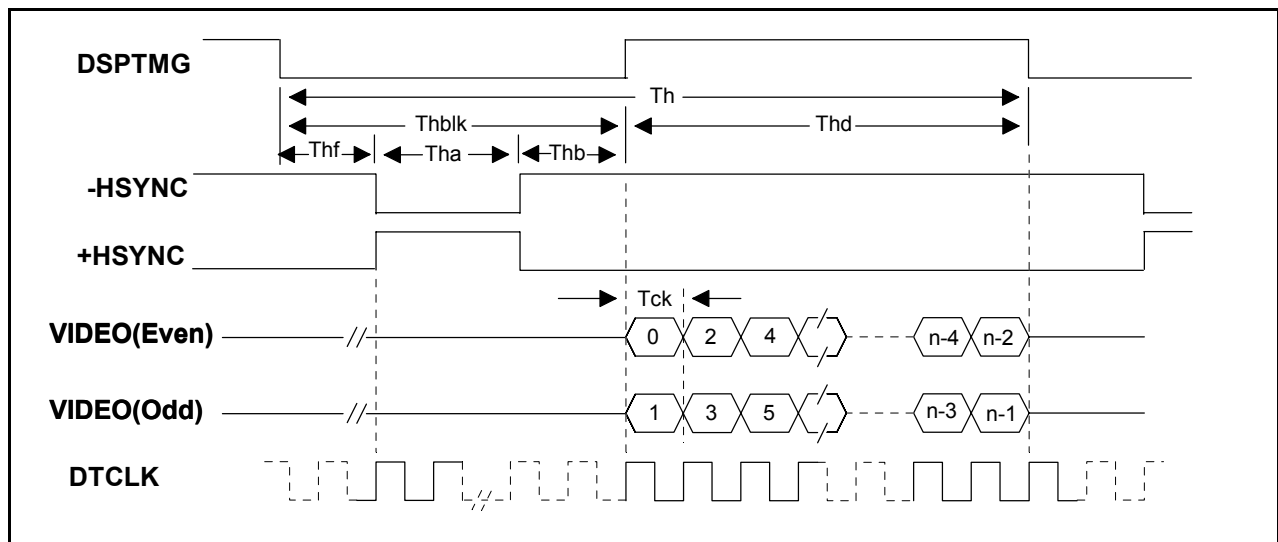 DSPTMG
Th
Thblk Thd
Thf Tha Thb
-HSYNC
+HSYNC
Tck
VIDEO(Even) // 0 2 4 n-4 n-2
VIDEO(Odd) // 1 3 5 n-3 n-1
DTCLK